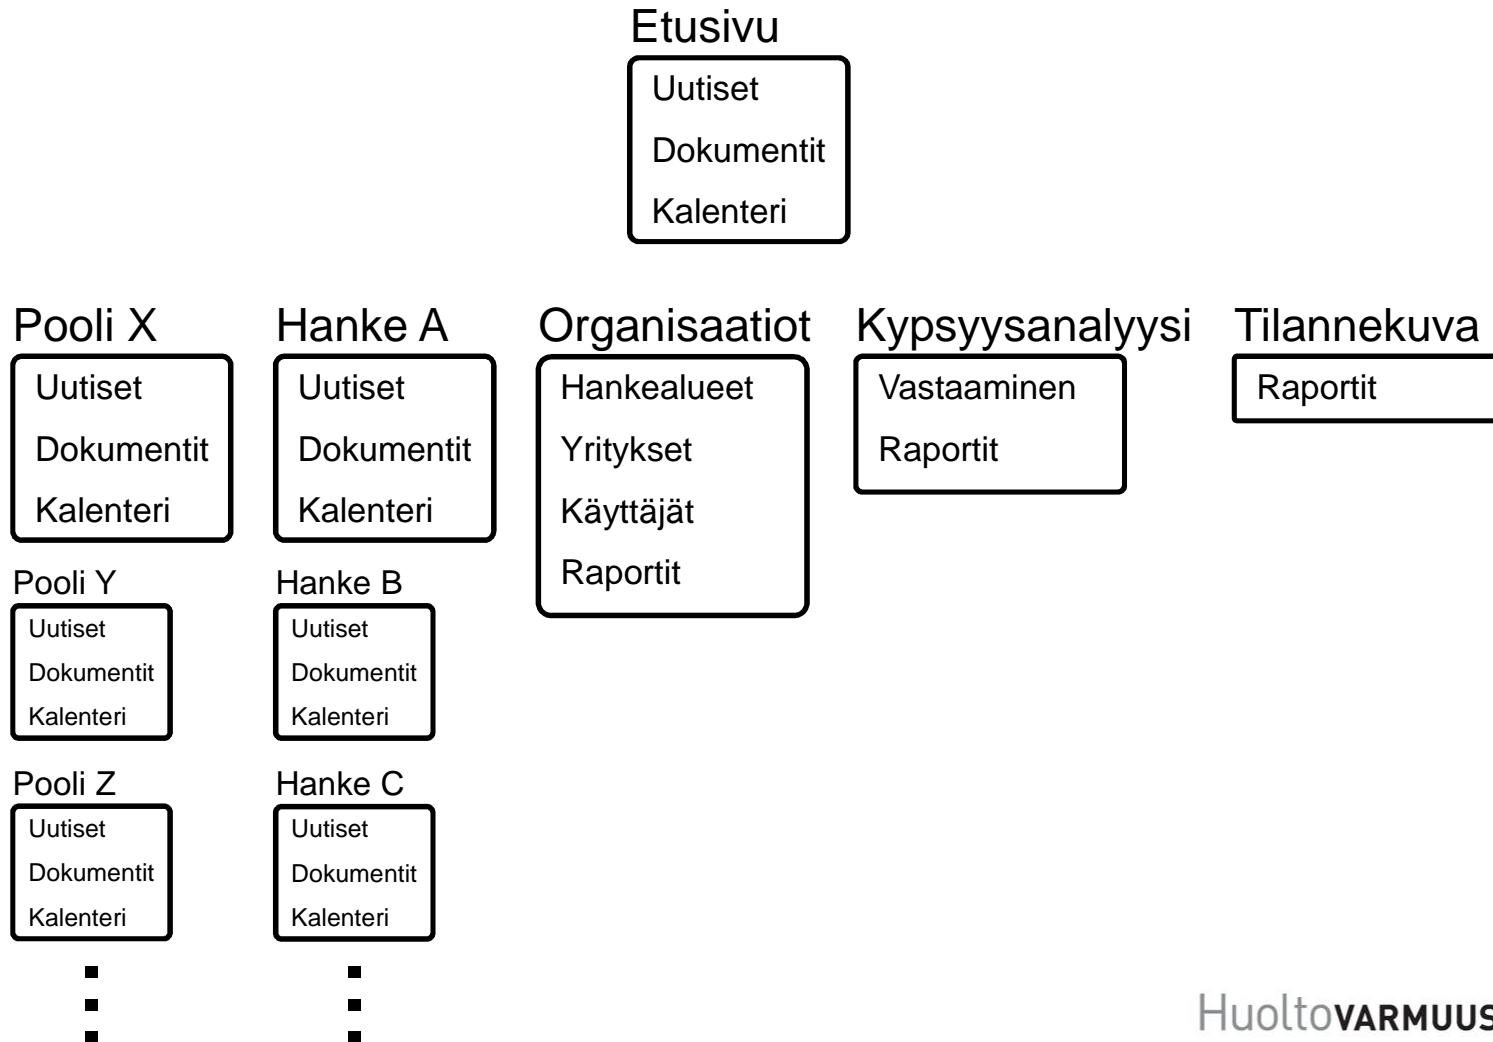 Etusivu
Uutiset
Dokumentit
Kalenteri
Pooli X
Uutiset
Dokumentit
Kalenteri
Pooli Y
Uutiset
Dokumentit
Kalenteri
Pooli Z
Uutiset
Dokumentit
Kalenteri
Hanke A
Uutiset
Dokumentit
Kalenteri
Hanke B
Uutiset
Dokumentit
Kalenteri
Hanke C
Uutiset
Dokumentit
Kalenteri
Organisaatiot
Hankealueet
Yritykset
Käyttäjät
Raportit
Kypsyysanalyysi
Vastaaminen
Raportit
Tilannekuva
Raportit
HuoltoVARMUUS